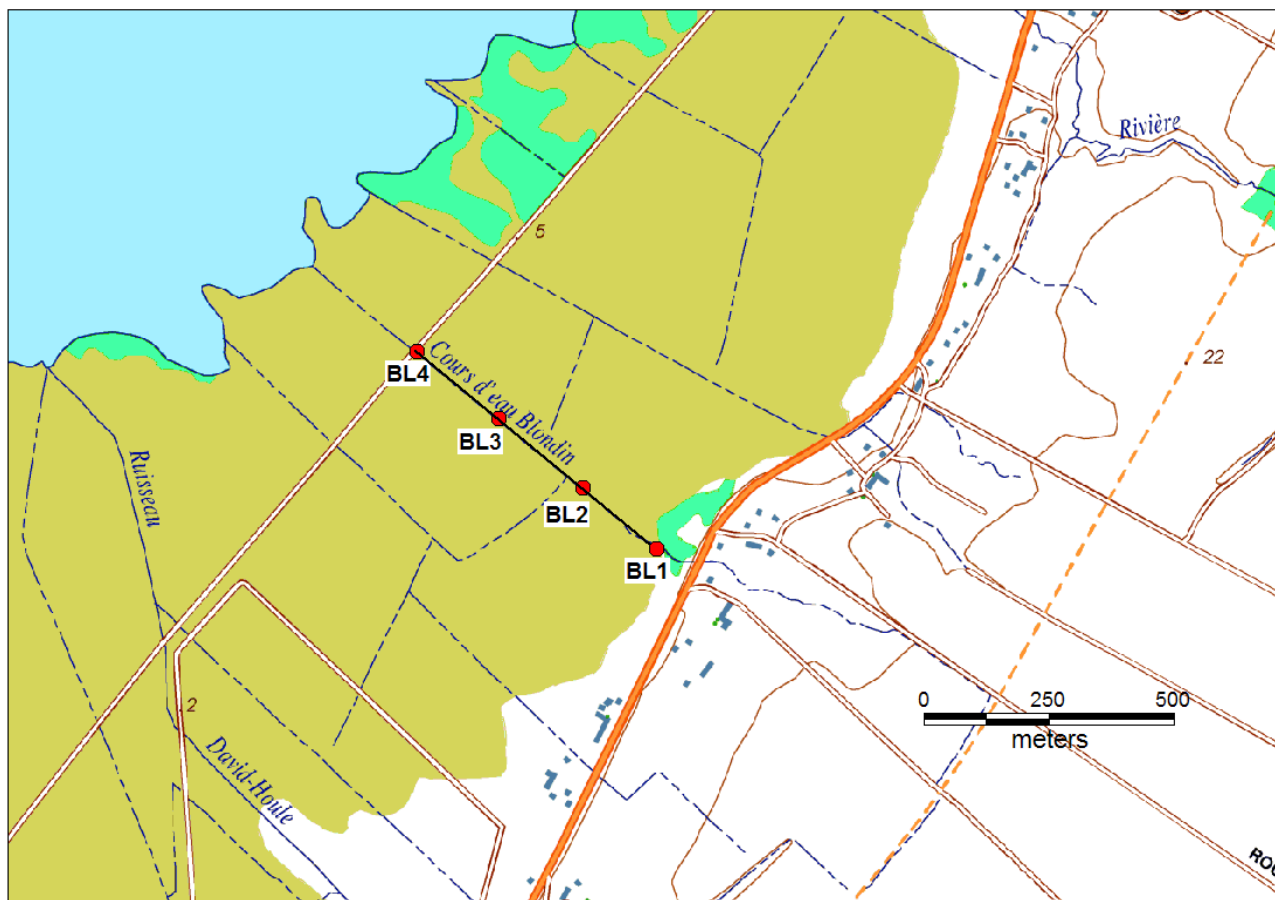 Rivière
5
22
Cours d'eau Blondin
BL4
BL3
BL2
BL1
Ruisseau
David-Houle
2
0 250 500
meters
ROU